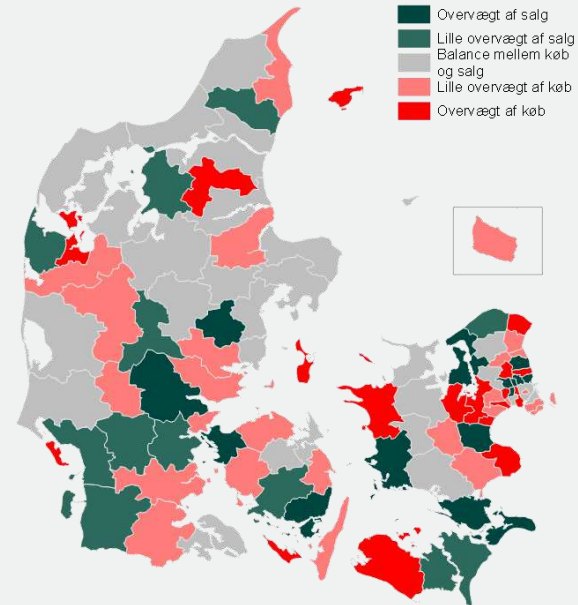 Overvægt af salg
Lille overvægt af salg
Balance mellem køb
og salg
Lille overvægt af køb
Overvægt af køb